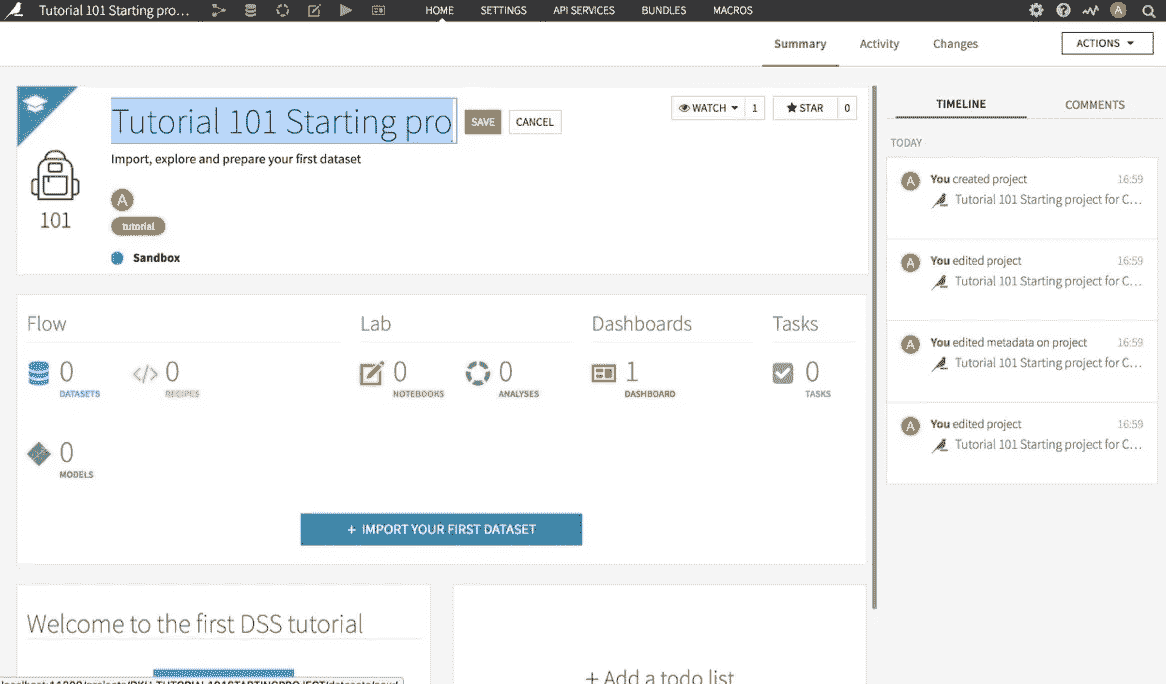 Tutorial 101 Starting pro...
HOME SETTINGS API SERVICES BUNDLES MACROS
A
Summary Activity Changes
ACTIONS
Tutorial 101 Starting pro
SAVE CANCEL
WATCH 1 STAR 0
Import, explore and prepare your first dataset
101
A
tutorial
Sandbox
TIMELINE COMMENTS
TODAY
A You created project 16:59
Tutorial 101 Starting project for C...
A You edited project 16:59
Tutorial 101 Starting project for C...
A You edited metadata on project 16:59
Tutorial 101 Starting project for C...
A You edited project 16:59
Tutorial 101 Starting project for C...
Flow Lab Dashboards Tasks
0 0 0 0 1 0
DATASETS RECIPES NOTEBOOKS ANALYSES DASHBOARD TASKS
0
MODELS
+ IMPORT YOUR FIRST DATASET
Welcome to the first DSS tutorial
+ Add a todo list